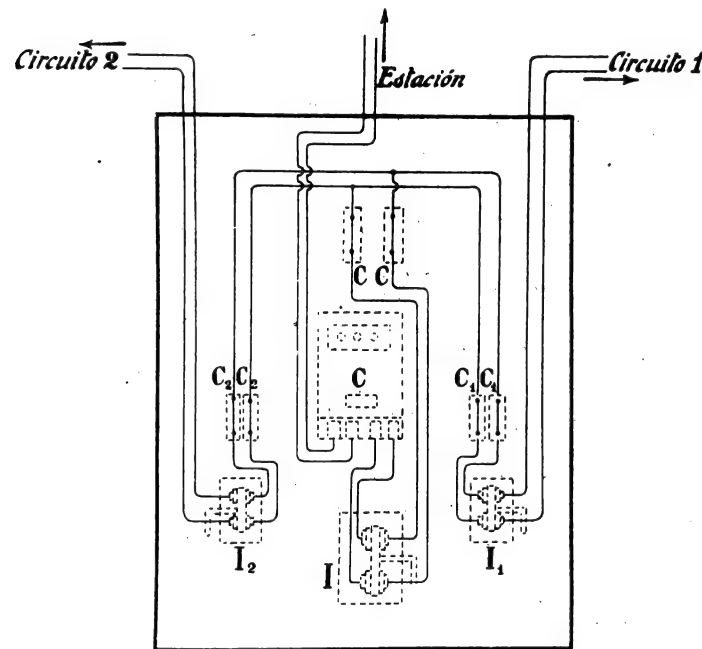 Circuito 2
Estación
Circuito 1
C C
C₂ C₂
C
C₁ C₁
I₂
I
I₁